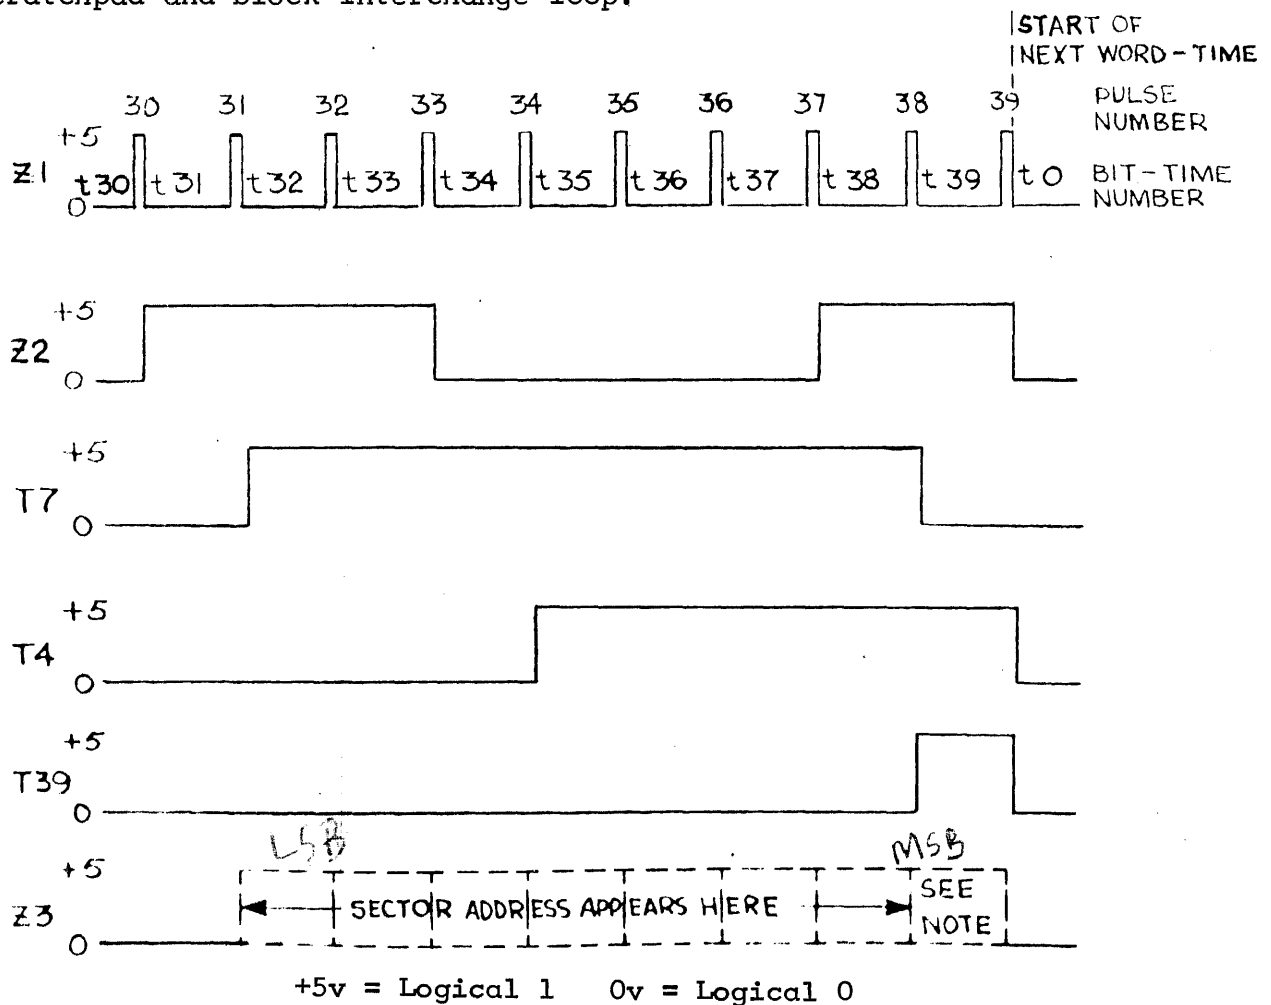 scratchpad and block interchange loop.
START OF
NEXT WORD-TIME
30 31 32 33 34 35 36 37 38 39 PULSE
NUMBER
+5
Z1 t30 t31 t32 t33 t34 t35 t36 t37 t38 t39 t0 BIT-TIME
NUMBER
0
+5
Z2
0
+5
T7
0
+5
T4
0
+5
T39
0
LSB MSB
+5
Z3 SECTOR ADDRESS APPEARS HERE SEE
NOTE
0
+5v = Logical 1 0v = Logical 0